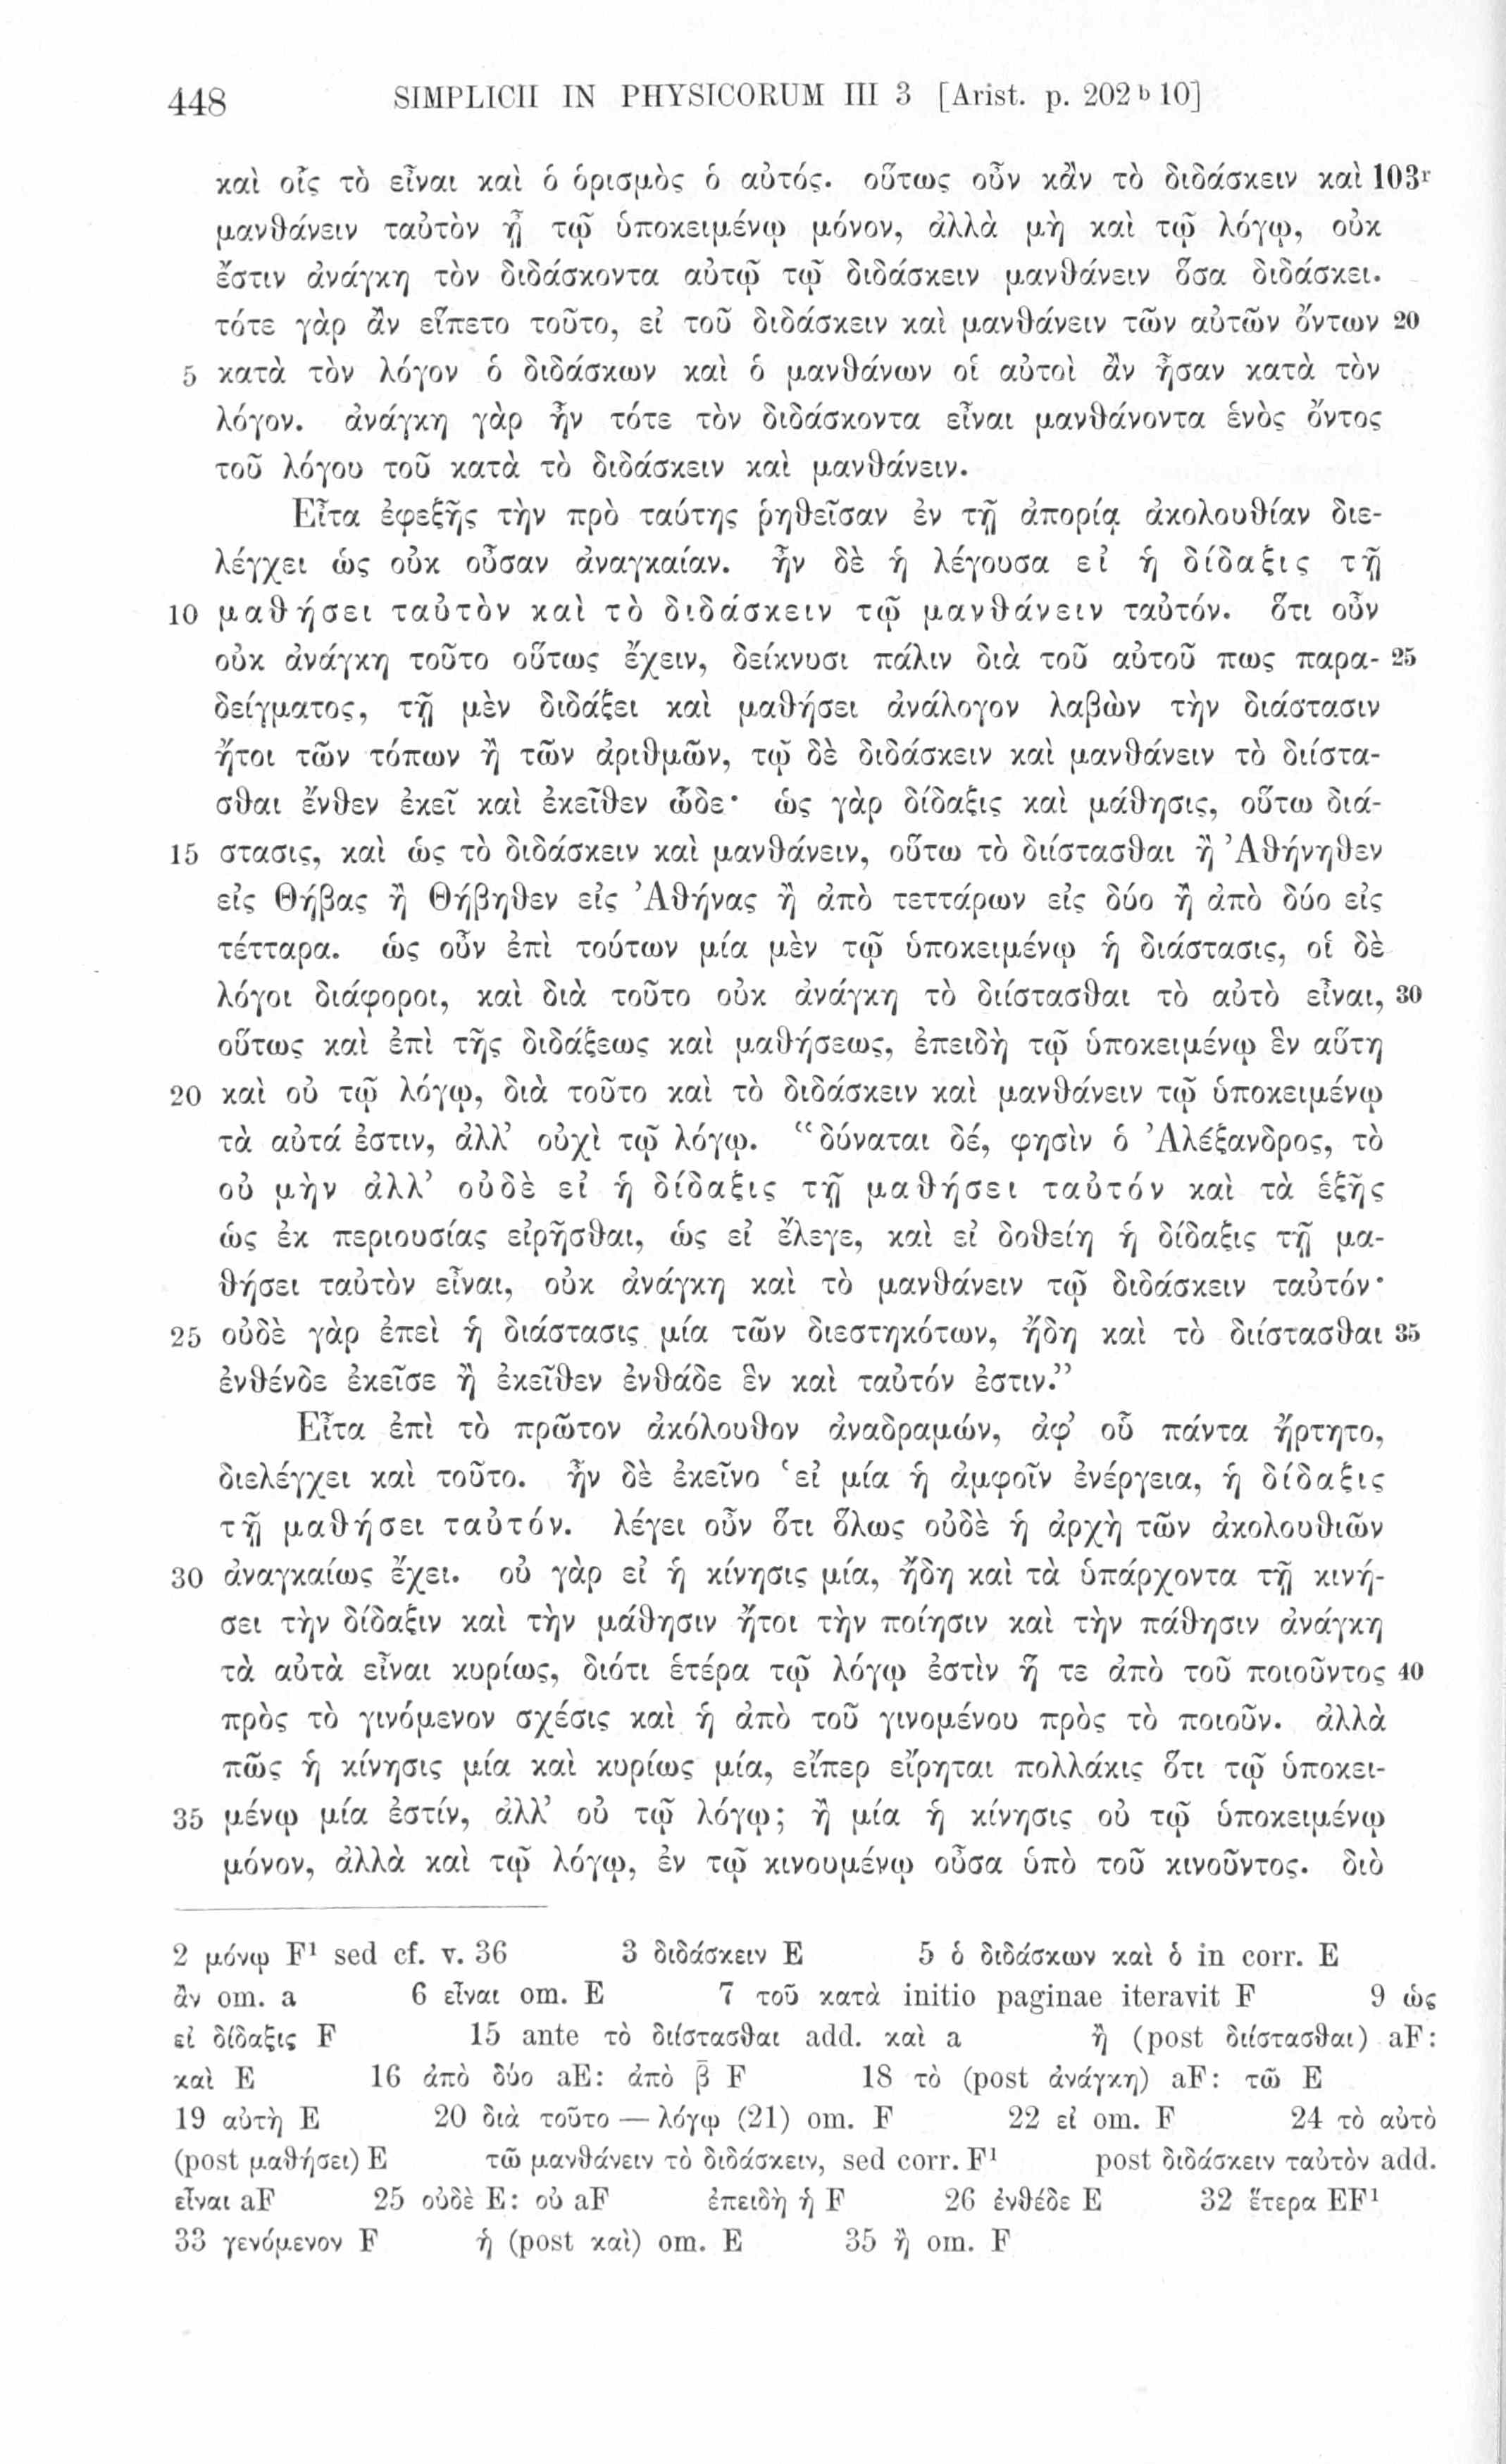 448 SIMPLICII IN PHYSICORUM III 3 [Arist. p. 202 b 10]
καὶ οἷς τὸ εἶναι καὶ ὁ ὁρισμὸς ὁ αὐτός. οὕτως οὖν κἂν τὸ διδάσκειν καὶ 103r
μανθάνειν ταὐτὸν ᾖ τῷ ὑποκειμένῳ μόνον, ἀλλὰ μὴ καὶ τῷ λόγῳ, οὐκ
ἔστιν ἀνάγκη τὸν διδάσκοντα αὐτῷ τῷ διδάσκειν μανθάνειν ὅσα διδάσκει.
τότε γὰρ ἂν εἵπετο τοῦτο, εἰ τοῦ διδάσκειν καὶ μανθάνειν τῶν αὐτῶν ὄντων 20
5 κατὰ τὸν λόγον ὁ διδάσκων καὶ ὁ μανθάνων οἱ αὐτοὶ ἂν ἦσαν κατὰ τὸν
λόγον. ἀνάγκη γὰρ ἦν τότε τὸν διδάσκοντα εἶναι μανθάνοντα ἑνὸς ὄντος
τοῦ λόγου τοῦ κατὰ τὸ διδάσκειν καὶ μανθάνειν.
Εἶτα ἐφεξῆς τὴν πρὸ ταύτης ῥηθεῖσαν ἐν τῇ ἀπορίᾳ ἀκολουθίαν διε-
λέγχει ὡς οὐκ οὖσαν ἀναγκαίαν. ἦν δὲ ἡ λέγουσα εἰ ἡ δίδαξις τῇ
10 μαθήσει ταὐτὸν καὶ τὸ διδάσκειν τῷ μανθάνειν ταὐτόν. ὅτι οὖν
οὐκ ἀνάγκη τοῦτο οὕτως ἔχειν, δείκνυσι πάλιν διὰ τοῦ αὐτοῦ πως παρα- 25
δείγματος, τῇ μὲν διδάξει καὶ μαθήσει ἀνάλογον λαβὼν τὴν διάστασιν
ἤτοι τῶν τόπων ἢ τῶν ἀριθμῶν, τῷ δὲ διδάσκειν καὶ μανθάνειν τὸ διίστα-
σθαι ἔνθεν ἐκεῖ καὶ ἐκεῖθεν ὧδε· ὡς γὰρ δίδαξις καὶ μάθησις, οὕτω διά-
15 στασις, καὶ ὡς τὸ διδάσκειν καὶ μανθάνειν, οὕτω τὸ διίστασθαι ἢ Ἀθήνηθεν
εἰς Θήβας ἢ Θήβηθεν εἰς Ἀθήνας ἢ ἀπὸ τεττάρων εἰς δύο ἢ ἀπὸ δύο εἰς
τέτταρα. ὡς οὖν ἐπὶ τούτων μία μὲν τῷ ὑποκειμένῳ ἡ διάστασις, οἱ δὲ
λόγοι διάφοροι, καὶ διὰ τοῦτο οὐκ ἀνάγκη τὸ διίστασθαι τὸ αὐτὸ εἶναι, 30
οὕτως καὶ ἐπὶ τῆς διδάξεως καὶ μαθήσεως, ἐπειδὴ τῷ ὑποκειμένῳ ἓν αὕτη
20 καὶ οὐ τῷ λόγῳ, διὰ τοῦτο καὶ τὸ διδάσκειν καὶ μανθάνειν τῷ ὑποκειμένῳ
τὰ αὐτά ἐστιν, ἀλλ’ οὐχὶ τῷ λόγῳ. “δύναται δέ, φησὶν ὁ Ἀλέξανδρος, τὸ
οὐ μὴν ἀλλ’ οὐδὲ εἰ ἡ δίδαξις τῇ μαθήσει ταὐτόν καὶ τὰ ἑξῆς
ὡς ἐκ περιουσίας εἰρῆσθαι, ὡς εἰ ἔλεγε, καὶ εἰ δοθείη ἡ δίδαξις τῇ μα-
θήσει ταὐτὸν εἶναι, οὐκ ἀνάγκη καὶ τὸ μανθάνειν τῷ διδάσκειν ταὐτόν·
25 οὐδὲ γὰρ ἐπεὶ ἡ διάστασις μία τῶν διεστηκότων, ἤδη καὶ τὸ διίστασθαι 35
ἐνθένδε ἐκεῖσε ἢ ἐκεῖθεν ἐνθάδε ἓν καὶ ταὐτόν ἐστιν.”
Εἶτα ἐπὶ τὸ πρῶτον ἀκόλουθον ἀναδραμών, ἀφ’ οὗ πάντα ἤρτητο,
διελέγχει καὶ τοῦτο. ἦν δὲ ἐκεῖνο ‘εἰ μία ἡ ἀμφοῖν ἐνέργεια, ἡ δίδαξις
τῇ μαθήσει ταὐτόν. λέγει οὖν ὅτι ὅλως οὐδὲ ἡ ἀρχὴ τῶν ἀκολουθιῶν
30 ἀναγκαίως ἔχει. οὐ γὰρ εἰ ἡ κίνησις μία, ἤδη καὶ τὰ ὑπάρχοντα τῇ κινή-
σει τὴν δίδαξιν καὶ τὴν μάθησιν ἤτοι τὴν ποίησιν καὶ τὴν πάθησιν ἀνάγκη
τὰ αὐτὰ εἶναι κυρίως, διότι ἑτέρα τῷ λόγῳ ἐστὶν ἥ τε ἀπὸ τοῦ ποιοῦντος 40
πρὸς τὸ γινόμενον σχέσις καὶ ἡ ἀπὸ τοῦ γινομένου πρὸς τὸ ποιοῦν. ἀλλὰ
πῶς ἡ κίνησις μία καὶ κυρίως μία, εἴπερ εἴρηται πολλάκις ὅτι τῷ ὑποκει-
35 μένῳ μία ἐστίν, ἀλλ’ οὐ τῷ λόγῳ; ἢ μία ἡ κίνησις οὐ τῷ ὑποκειμένῳ
μόνον, ἀλλὰ καὶ τῷ λόγῳ, ἐν τῷ κινουμένῳ οὖσα ὑπὸ τοῦ κινοῦντος. διὸ
2 μόνῳ F¹ sed cf. v. 36 3 διδάσκειν E 5 ὁ διδάσκων καὶ ὁ in corr. E
ἂν om. a 6 εἶναι om. E 7 τοῦ κατὰ initio paginae iteravit F 9 ὡς
εἰ δίδαξις F 15 ante τὸ διίστασθαι add. καὶ a ἢ (post διίστασθαι) aF:
καὶ E 16 ἀπὸ δύο aE: ἀπὸ β̄ F 18 τὸ (post ἀνάγκη) aF: τῶ E
19 αὐτὴ E 20 διὰ τοῦτο — λόγῳ (21) om. F 22 εἰ om. F 24 τὸ αὐτὸ
(post μαθήσει) E τῶ μανθάνειν τὸ διδάσκειν, sed corr. F¹ post διδάσκειν ταὐτὸν add.
εἶναι aF 25 οὐδὲ E: οὐ aF ἐπειδὴ ἡ F 26 ἐνθέδε E 32 ἕτερα EF¹
33 γενόμενον F ἡ (post καὶ) om. E 35 ἢ om. F